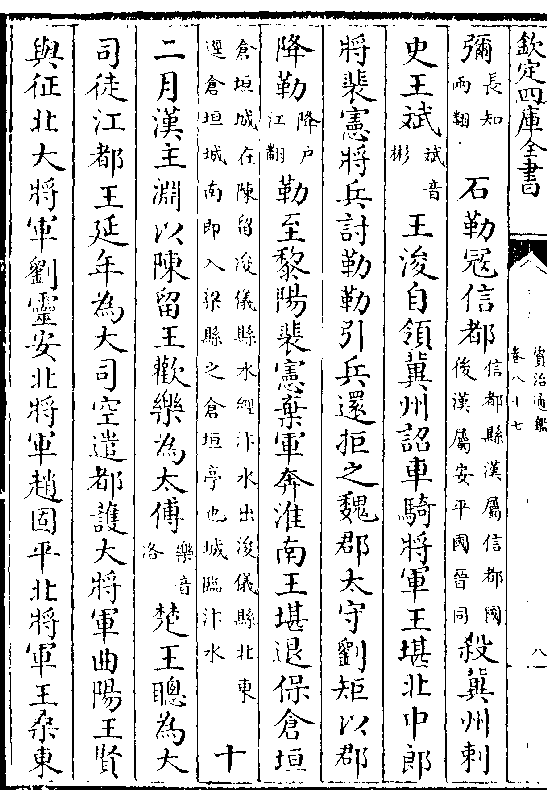 欽定四庫全書
資治通鑑
卷八十七
八
彌長知兩翻石勒冦信都信都縣漢屬信都國後漢屬安平國晉同殺冀州刺
史王斌斌音彬王浚自領冀州詔車騎將軍王堪北中郎
將裴憲將兵討勒勒引兵還拒之魏郡太守劉矩以郡
降勒降户江翻勒至黎陽裴憲棄軍奔淮南王堪退保倉垣
倉垣城在陳留浚儀縣水經汴水出浚儀縣北東逕倉垣城南即入梁縣之倉垣亭也城臨汴水十
二月漢主淵以陳留王歡樂為太傅樂音洛楚王聰為大
司徒江都王延年為大司空遣都護大將軍曲陽王賢
與征北大將軍劉靈安北將軍趙固平北將軍王桑東